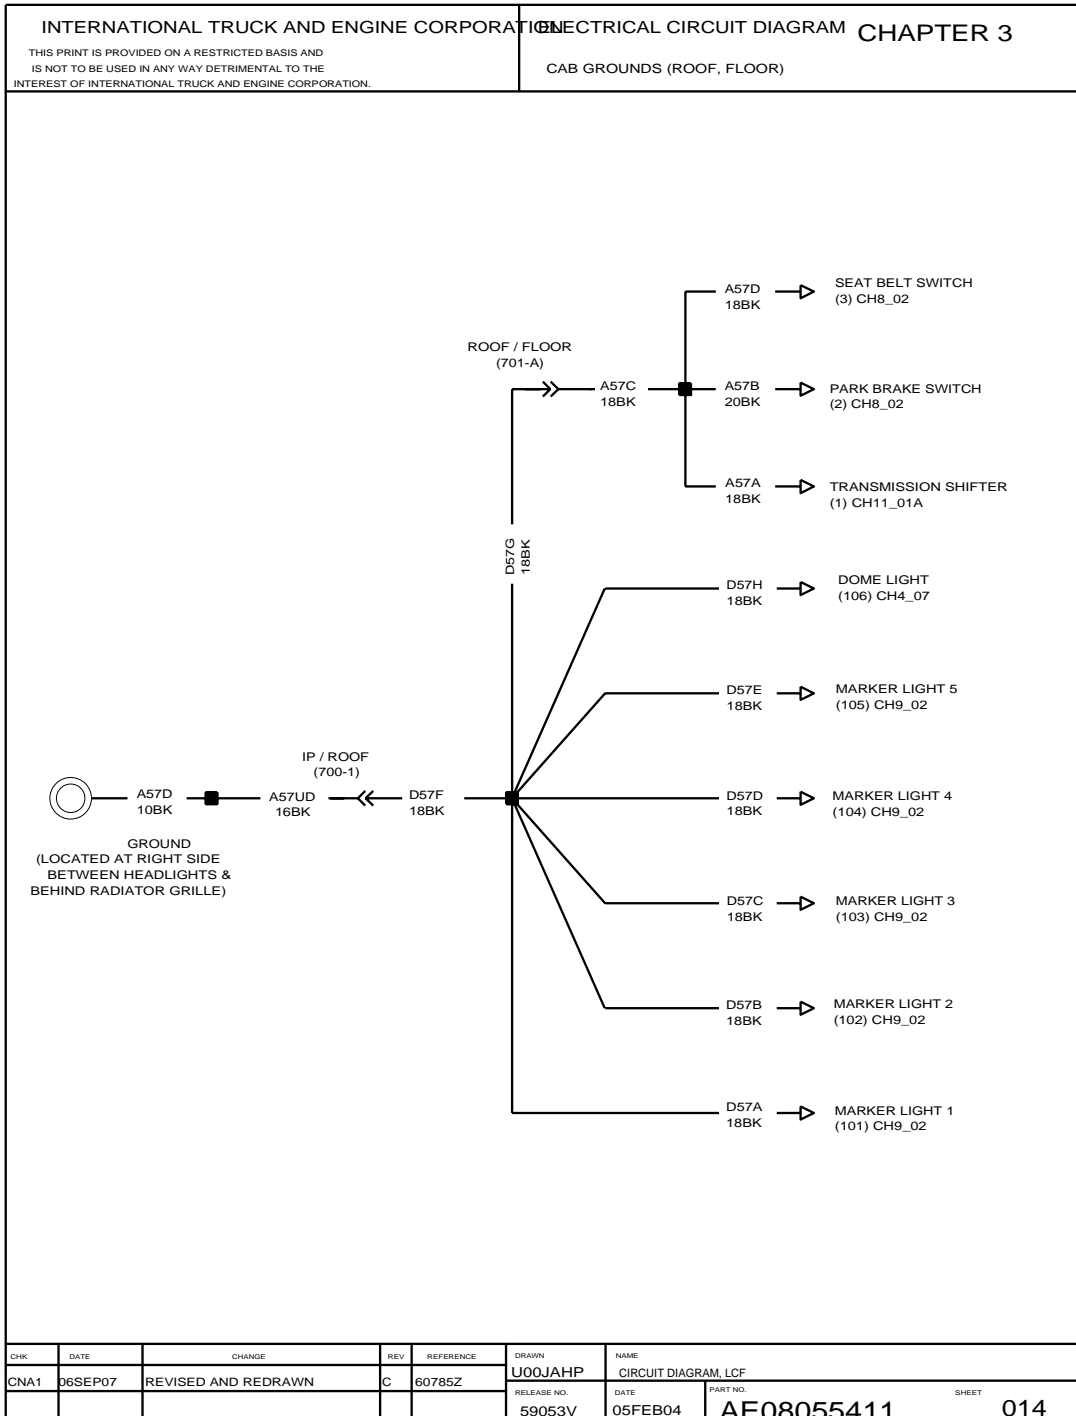 INTERNATIONAL TRUCK AND ENGINE CORPORATION
THIS PRINT IS PROVIDED ON A RESTRICTED BASIS AND
IS NOT TO BE USED IN ANY WAY DETRIMENTAL TO THE
INTEREST OF INTERNATIONAL TRUCK AND ENGINE CORPORATION.
ELECTRICAL CIRCUIT DIAGRAM
CHAPTER 3
CAB GROUNDS (ROOF, FLOOR)
A57D
18BK
SEAT BELT SWITCH
(3) CH8_02
ROOF / FLOOR
(701-A)
A57C
18BK
A57B
20BK
PARK BRAKE SWITCH
(2) CH8_02
A57A
18BK
TRANSMISSION SHIFTER
(1) CH11_01A
D57G
18BK
D57H
18BK
DOME LIGHT
(106) CH4_07
D57E
18BK
MARKER LIGHT 5
(105) CH9_02
IP / ROOF
(700-1)
A57D
10BK
A57UD
16BK
D57F
18BK
D57D
18BK
MARKER LIGHT 4
(104) CH9_02
GROUND
(LOCATED AT RIGHT SIDE
BETWEEN HEADLIGHTS &
BEHIND RADIATOR GRILLE)
D57C
18BK
MARKER LIGHT 3
(103) CH9_02
D57B
18BK
MARKER LIGHT 2
(102) CH9_02
D57A
18BK
MARKER LIGHT 1
(101) CH9_02
CHK DATE CHANGE REV REFERENCE
CNA1 06SEP07 REVISED AND REDRAWN C 60785Z
DRAWN
U00JAHP
NAME
CIRCUIT DIAGRAM, LCF
RELEASE NO.
59053V
DATE
05FEB04
PART NO.
AE08055411
SHEET
014